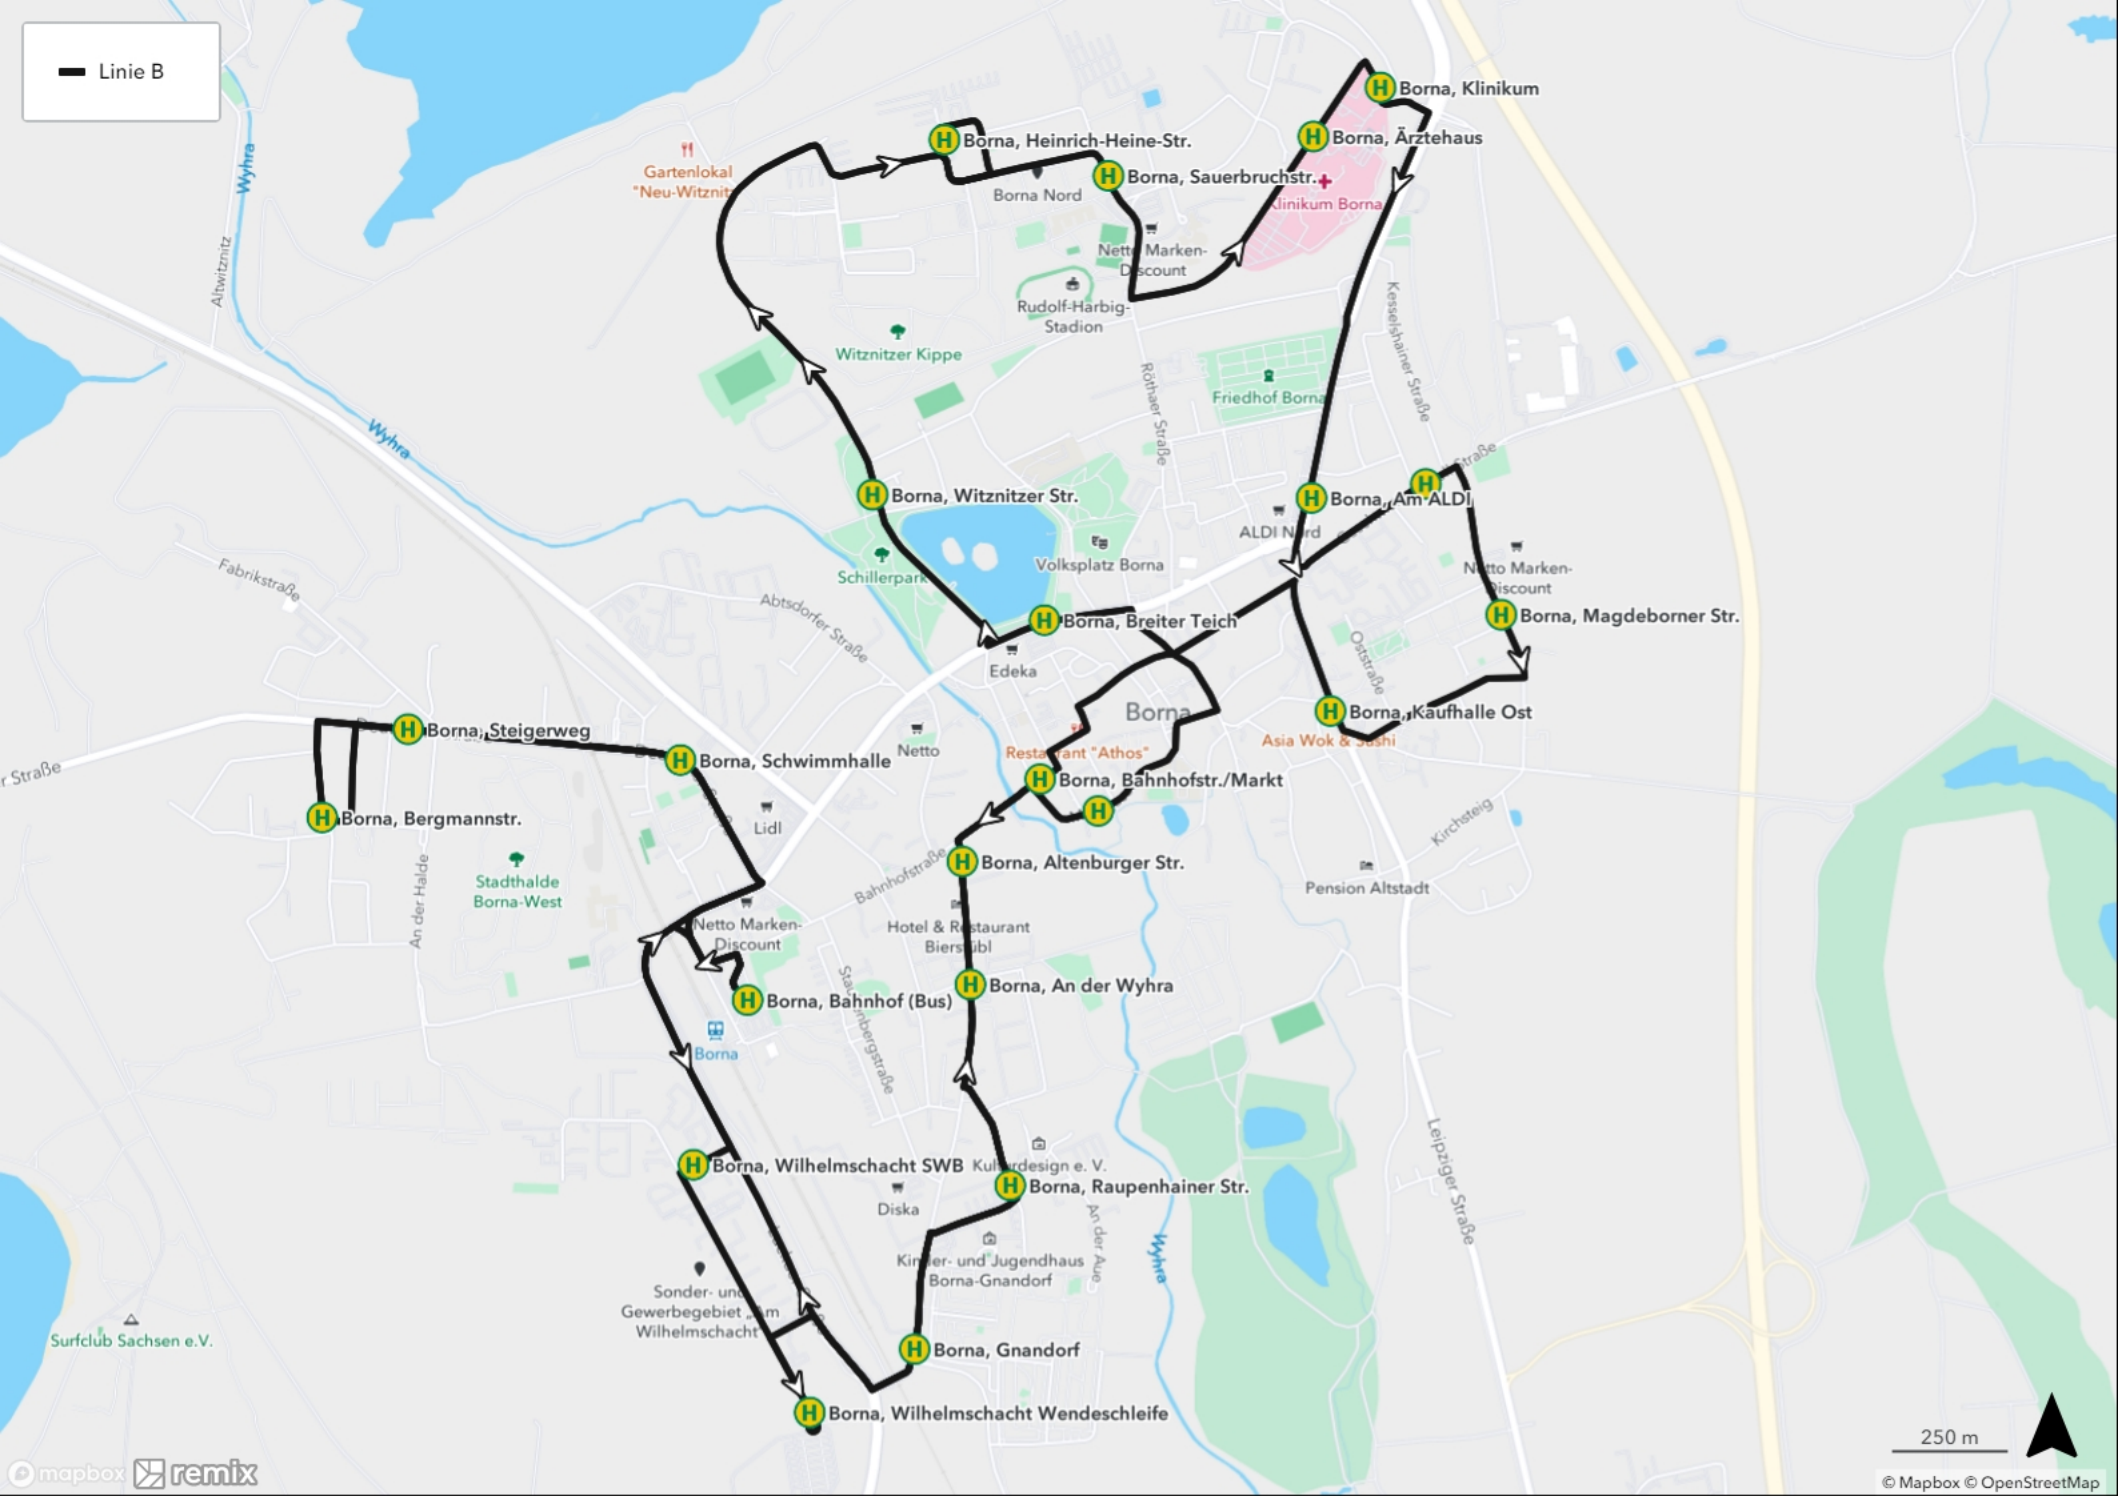 Linie B
Borna, Klinikum
Borna, Ärztehaus
Borna, Heinrich-Heine-Str.
Gartenlokal
"Neu-Witznit
Borna Nord
Borna, Sauerbruchstr.
Klinikum Borna
Wyhra
Altwitznitz
Netto Marken-
Discount
Rudolf-Harbig-
Stadion
Kesselshainer Straße
Witznitzer Kippe
Röthaer Straße
Friedhof Borna
Wyhra
Straße
Borna, Witznitzer Str.
Borna, Am ALDI
ALDI Nord
Volksplatz Borna
Schillerpark
Netto Marken-
Discount
Fabrikstraße
Abtsdorfer Straße
Borna, Breiter Teich
Borna, Magdeborner Str.
Edeka
Oststraße
Borna
Borna, Kaufhalle Ost
Asia Wok & Sushi
Borna, Steigerweg
Borna, Schwimmhalle
Netto
Restaurant "Athos"
r Straße
Borna, Bahnhofstr./Markt
Borna, Bergmannstr.
Lidl
Kirchsteig
Bahnhofstraße
Borna, Altenburger Str.
Stadthalde
Borna-West
An der Halde
Pension Altstadt
Netto Marken-
Discount
Hotel & Restaurant
Bierstübl
Borna, An der Wyhra
Borna, Bahnhof (Bus)
Stauffenbergstraße
Borna
Borna, Wilhelmschacht SWB
Kulturdesign e. V.
Borna, Raupenhainer Str.
Diska
An der Aue
Wyhra
Leipziger Straße
Kinder- und Jugendhaus
Borna-Gnandorf
Sonder- und
Gewerbegebiet „Am
Wilhelmschacht"
Surfclub Sachsen e.V.
Borna, Gnandorf
Borna, Wilhelmschacht Wendeschleife
250 m
mapbox remix
© Mapbox © OpenStreetMap